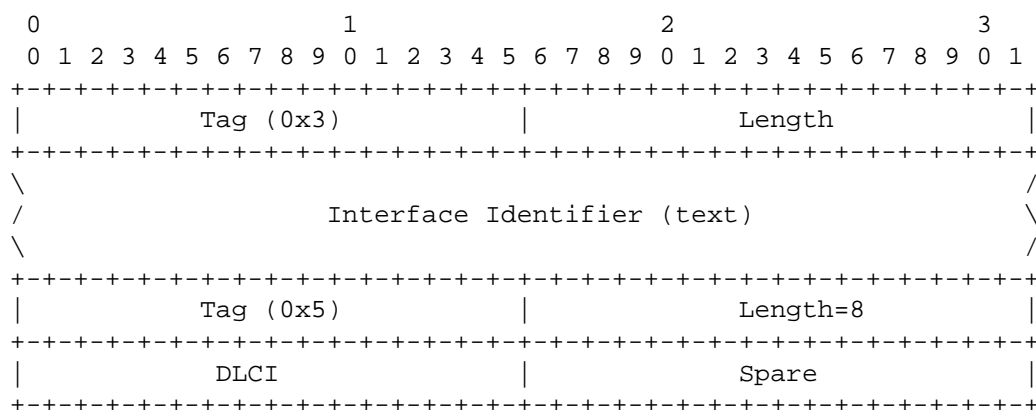 0                   1                   2                   3
 0 1 2 3 4 5 6 7 8 9 0 1 2 3 4 5 6 7 8 9 0 1 2 3 4 5 6 7 8 9 0 1
+-+-+-+-+-+-+-+-+-+-+-+-+-+-+-+-+-+-+-+-+-+-+-+-+-+-+-+-+-+-+-+-+
|           Tag (0x3)           |             Length            |
+-+-+-+-+-+-+-+-+-+-+-+-+-+-+-+-+-+-+-+-+-+-+-+-+-+-+-+-+-+-+-+-+
\                                                               /
/                   Interface Identifier (text)                 \
\                                                               /
+-+-+-+-+-+-+-+-+-+-+-+-+-+-+-+-+-+-+-+-+-+-+-+-+-+-+-+-+-+-+-+-+
|           Tag (0x5)           |             Length=8          |
+-+-+-+-+-+-+-+-+-+-+-+-+-+-+-+-+-+-+-+-+-+-+-+-+-+-+-+-+-+-+-+-+
|            DLCI               |             Spare             |
+-+-+-+-+-+-+-+-+-+-+-+-+-+-+-+-+-+-+-+-+-+-+-+-+-+-+-+-+-+-+-+-+